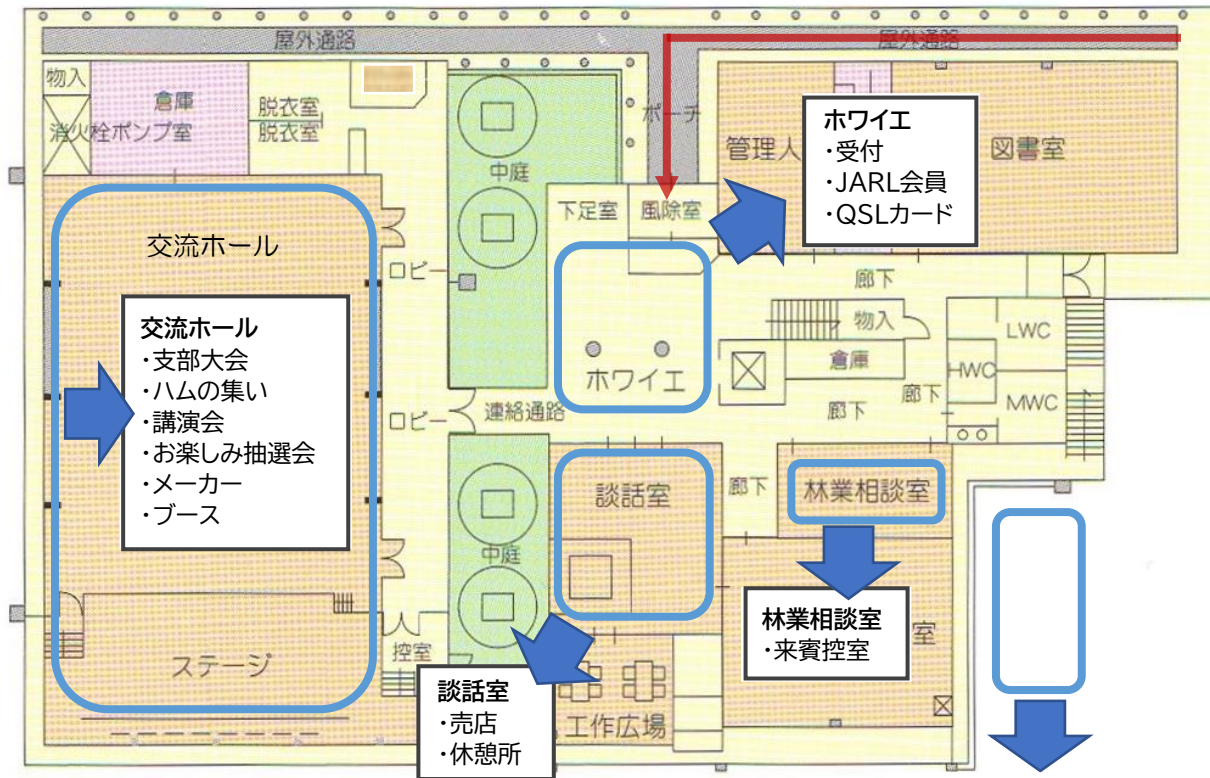 屋外通路
屋外通路
物入
倉庫
消火栓ポンプ室
脱衣室
脱衣室
中庭
ポーチ
管理人
図書室
ホワイエ
・受付
・JARL会員
・QSLカード
下足室
風除室
交流ホール
ロビー
廊下
物入
倉庫
LWC
HWC
MWC
ホワイエ
廊下
廊下
交流ホール
・支部大会
・ハムの集い
・講演会
・お楽しみ抽選会
・メーカー
・ブース
ロビー
連絡通路
談話室
廊下
林業相談室
中庭
林業相談室
・来賓控室
室
ステージ
控室
談話室
・売店
・休憩所
工作広場